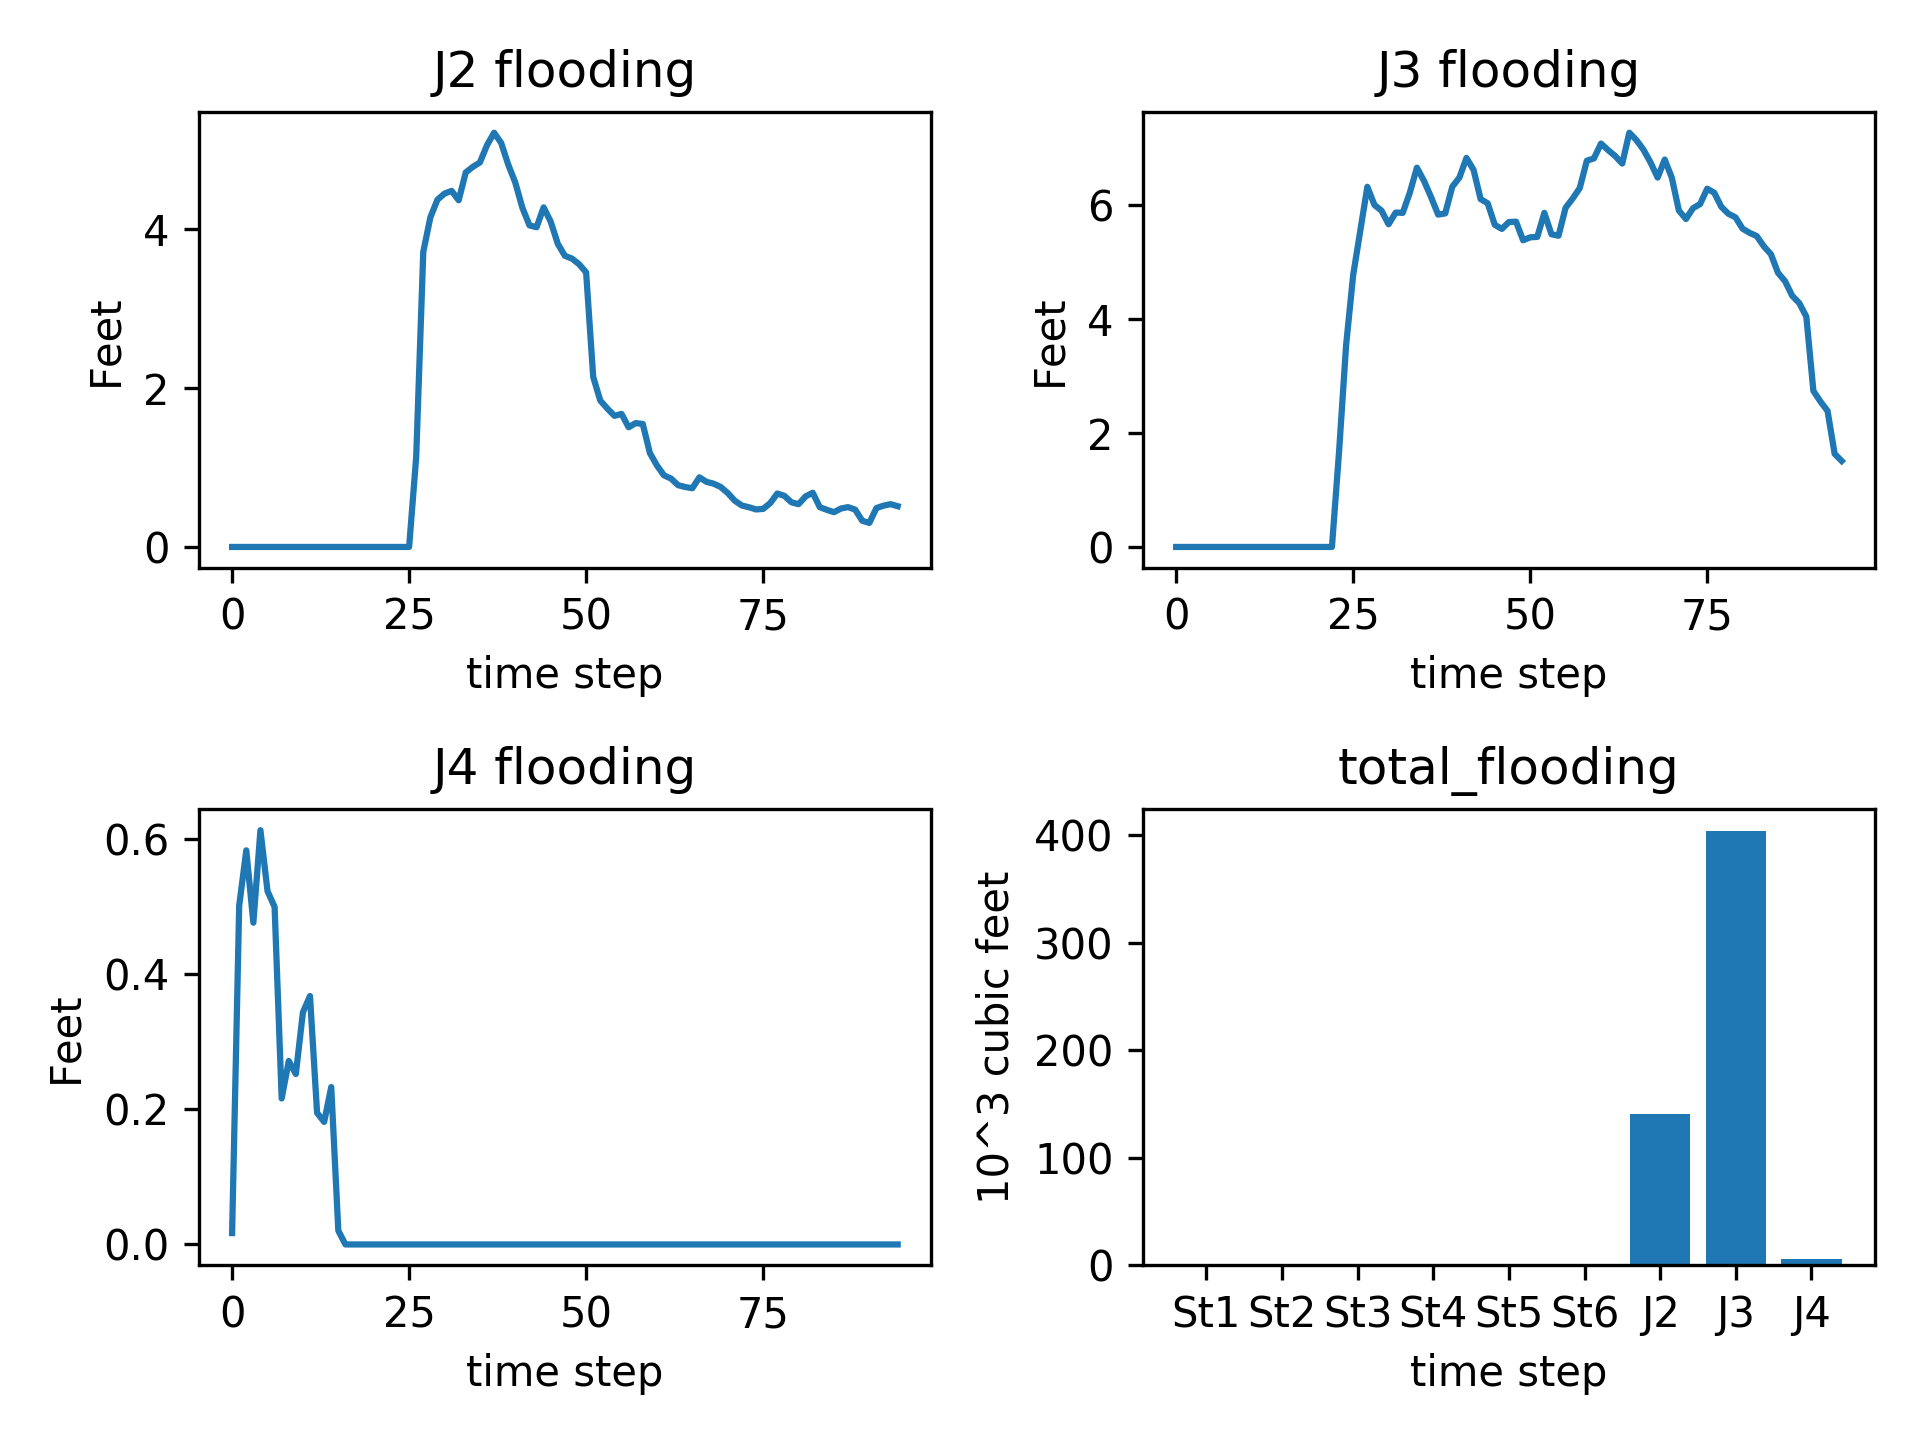 J2 flooding
Feet
4
2
0
0 25 50 75
time step
J3 flooding
Feet
6
4
2
0
0 25 50 75
time step
J4 flooding
Feet
0.6
0.4
0.2
0.0
0 25 50 75
time step
total_flooding
10^3 cubic feet
400
300
200
100
0
St1 St2 St3 St4 St5 St6 J2 J3 J4
time step